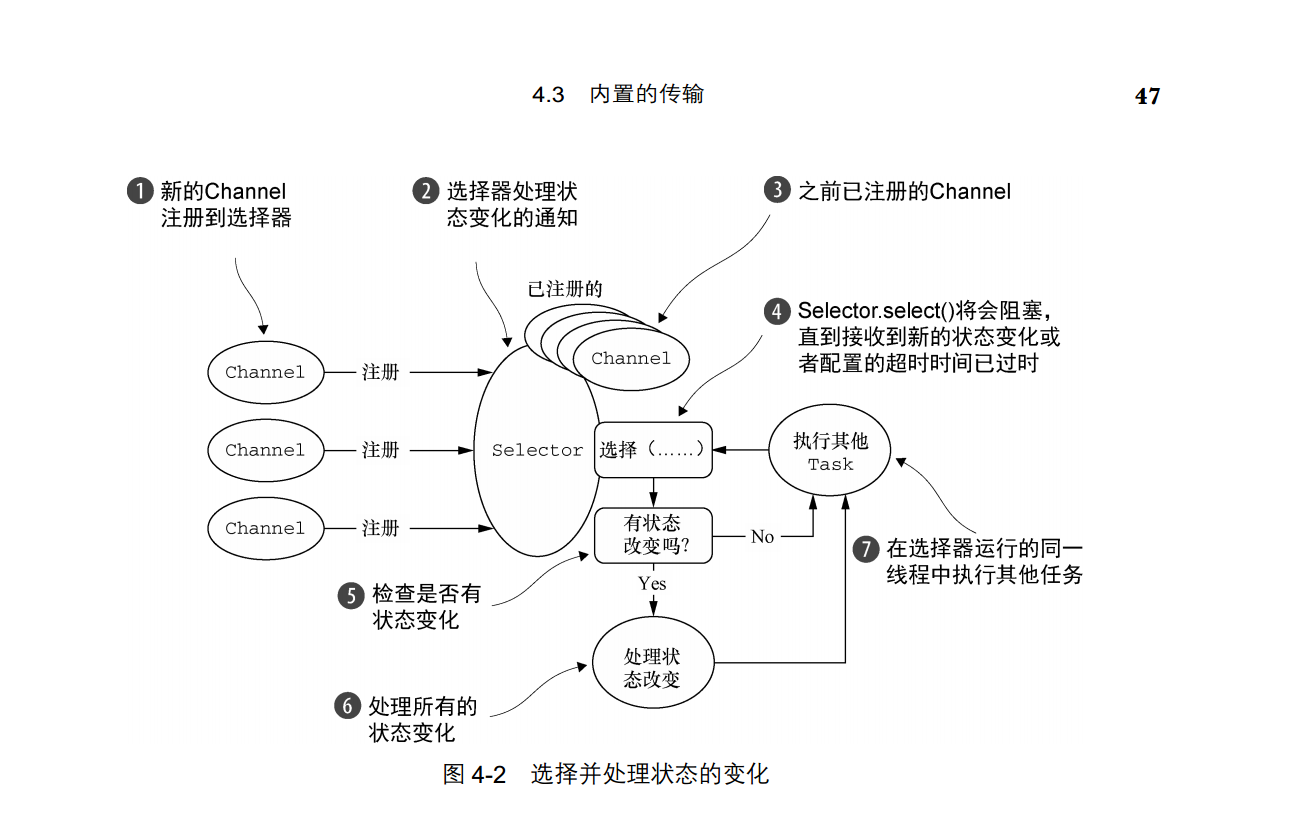 4.3 内置的传输
47
1 新的Channel
注册到选择器
2 选择器处理状
态变化的通知
3 之前已注册的Channel
已注册的
Channel
4 Selector.select()将会阻塞，
直到接收到新的状态变化或
者配置的超时时间已过时
Channel
注册
Channel
注册
Channel
注册
Selector
选择（……）
执行其他
Task
有状态
改变吗？
No
Yes
7 在选择器运行的同一
线程中执行其他任务
5 检查是否有
状态变化
处理状
态改变
6 处理所有的
状态变化
图 4-2 选择并处理状态的变化